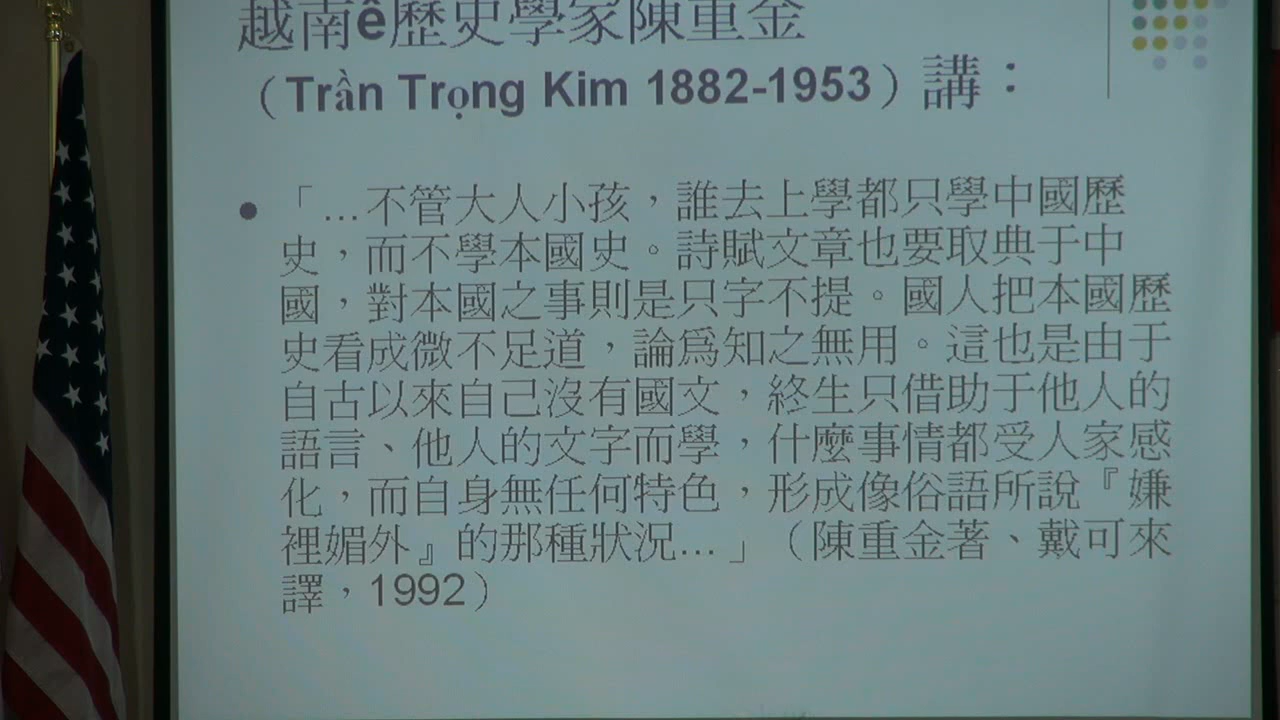 越南ê歷史學家陳重金
（Trần Trọng Kim 1882-1953）講：
• 「...不管大人小孩，誰去上學都只學中國歷
史，而不學本國史。詩賦文章也要取典于中
國，對本國之事則是只字不提。國人把本國歷
史看成微不足道，論爲知之無用。這也是由于
自古以來自己沒有國文，終生只借助于他人的
語言、他人的文字而學，什麼事情都受人家感
化，而自身無任何特色，形成像俗語所說『嫌
裡媚外』的那種狀況...」（陳重金著、戴可來
譯，1992）